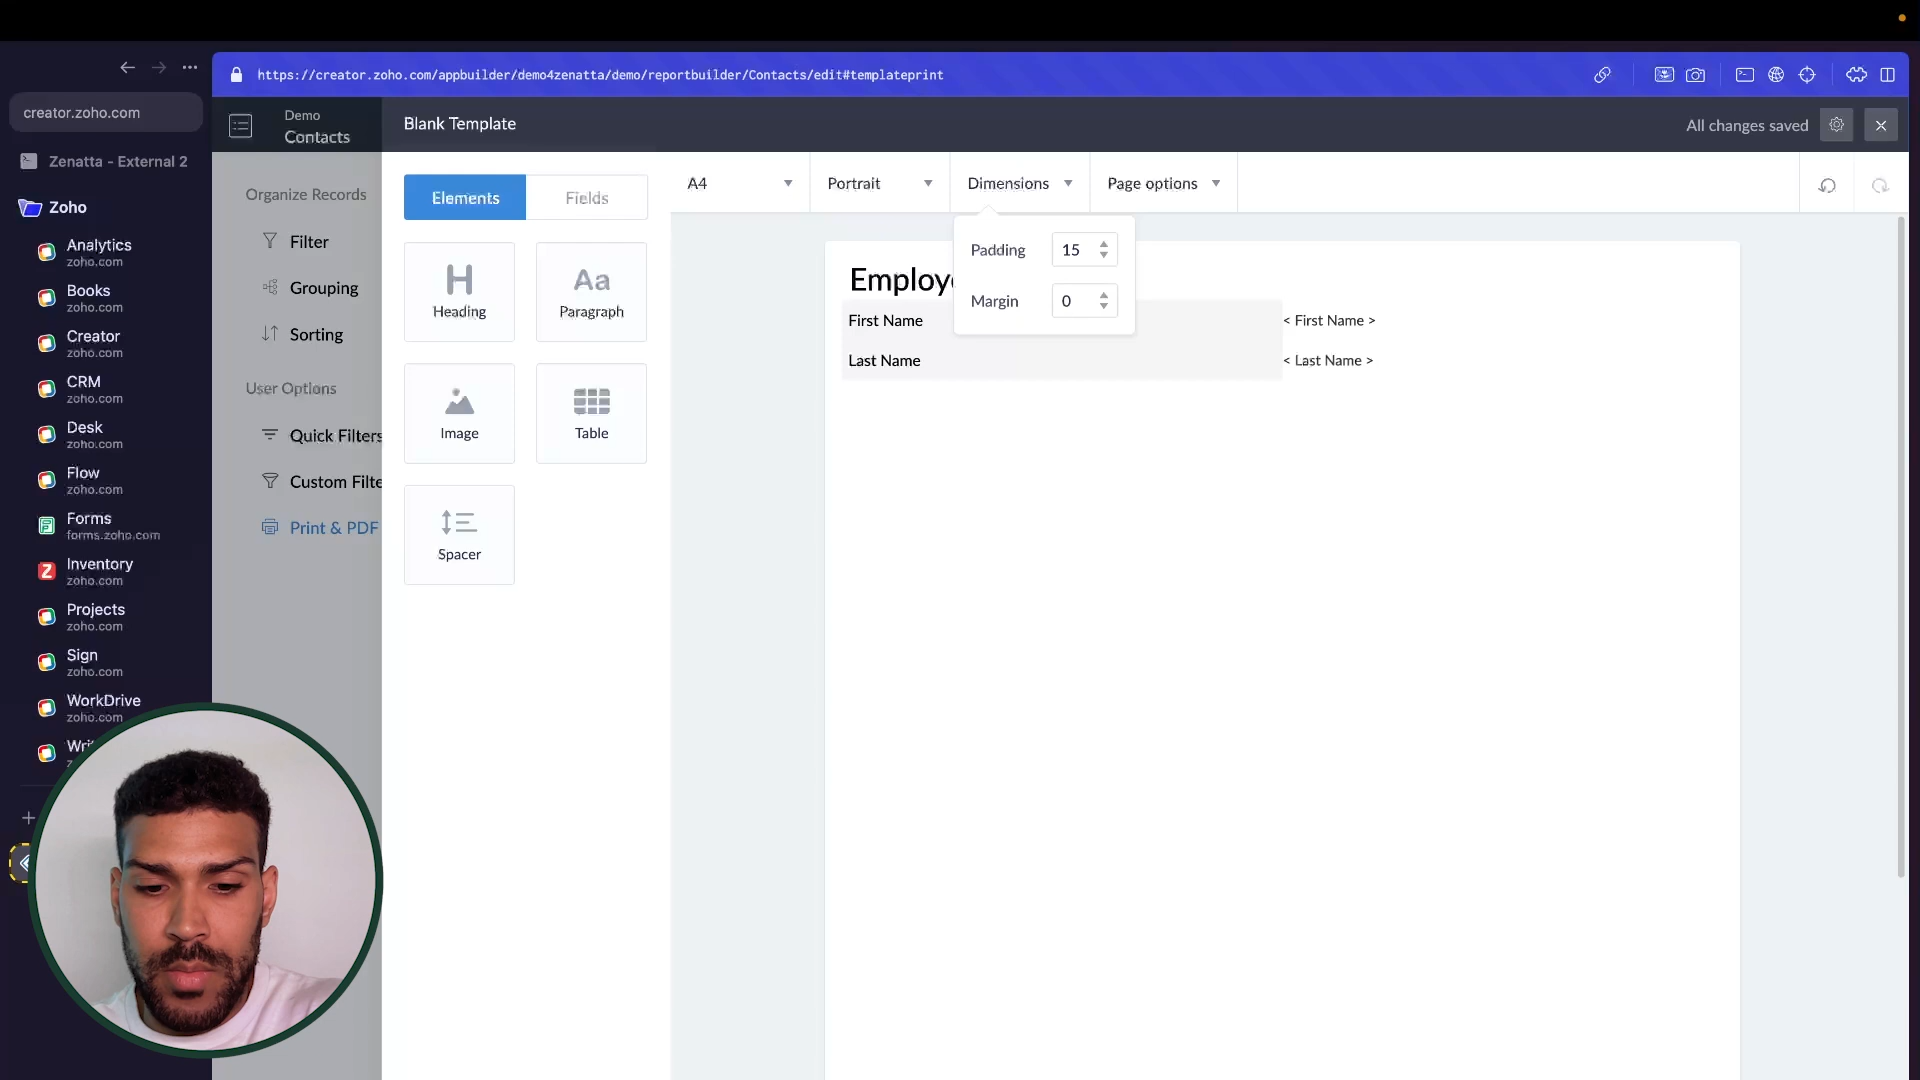 https://creator.zoho.com/appbuilder/demo4zenatta/demo/reportbuilder/Contacts/edit#templateprint
creator.zoho.com
Zenatta - External 2
Zoho
Analytics
zoho.com
Books
zoho.com
Creator
zoho.com
CRM
zoho.com
Desk
zoho.com
Flow
zoho.com
Forms
forms.zoho.com
Inventory
zoho.com
Projects
zoho.com
Sign
zoho.com
WorkDrive
zoho.com
Demo
Contacts
Organize Records
Filter
Grouping
Sorting
User Options
Quick Filters
Custom Filte
Print & PDF
Blank Template
All changes saved
Elements
Fields
H
Heading
Aa
Paragraph
Image
Table
Spacer
A4
Portrait
Dimensions
Page options
Padding
15
Margin
0
Employe
First Name
< First Name >
Last Name
< Last Name >